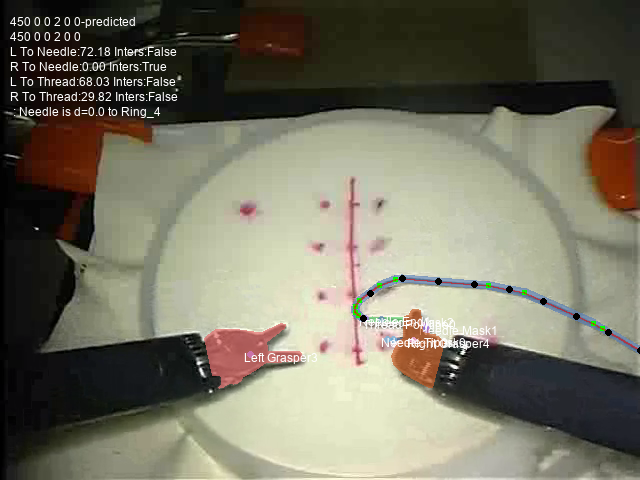 450 0 0 2 0 0-predicted
450 0 0 2 0 0
L To Needle:72.18 Inters:False
R To Needle:0.00 Inters:True
L To Thread:68.03 Inters:False
R To Thread:29.82 Inters:False
: Needle is d=0.0 to Ring_4
Needle Mask1
Left Grasper3